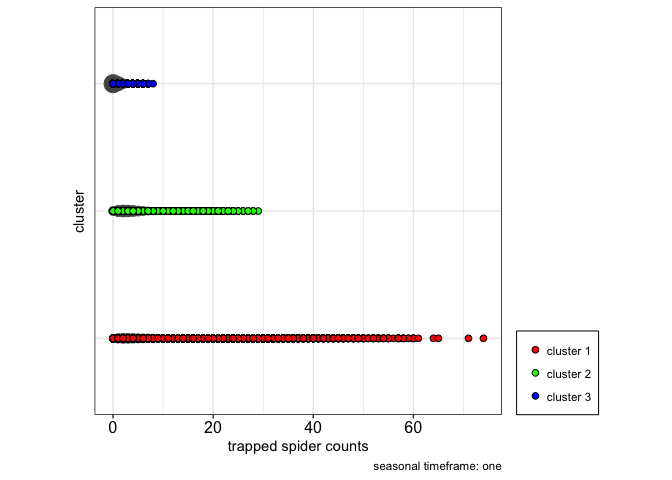 cluster
cluster 1
cluster 2
cluster 3
0 20 40 60
trapped spider counts
seasonal timeframe: one